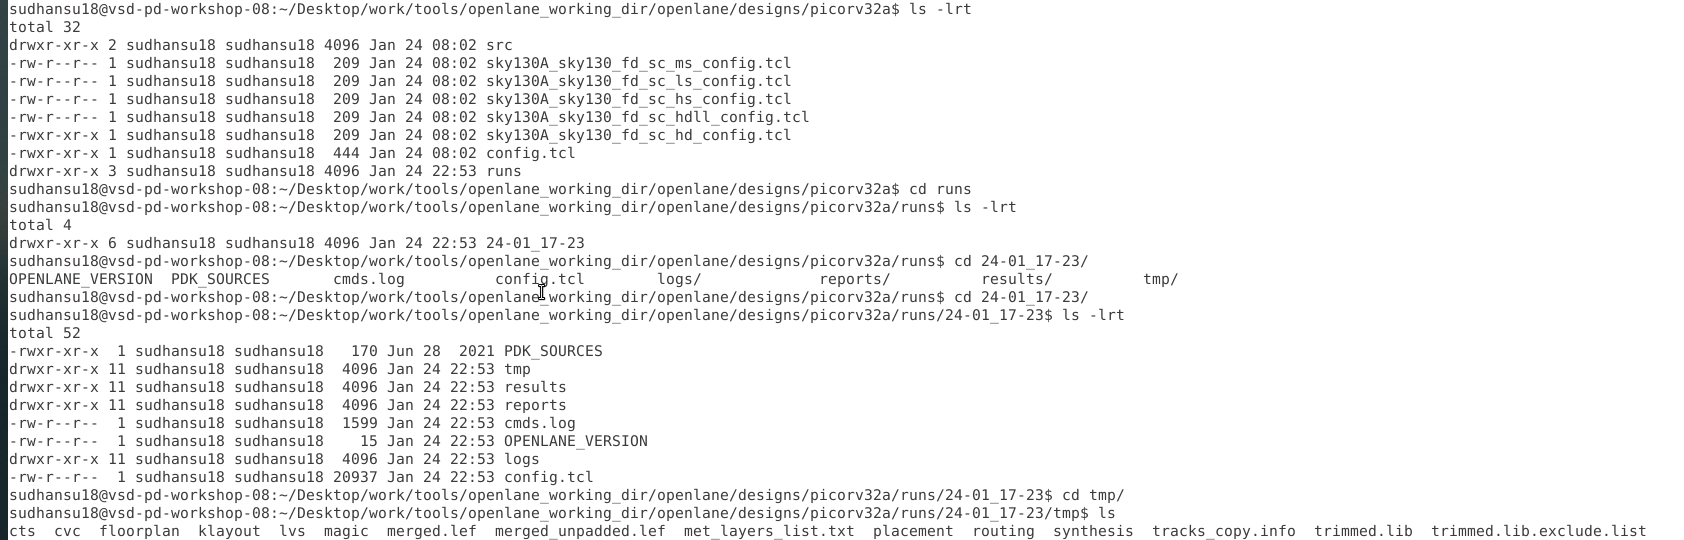 sudhansu18@vsd-pd-workshop-08:~/Desktop/work/tools/openlane_working_dir/openlane/designs/picorv32a$ ls -lrt
total 32
drwxr-xr-x 2 sudhansu18 sudhansu18 4096 Jan 24 08:02 src
-rw-r--r-- 1 sudhansu18 sudhansu18  209 Jan 24 08:02 sky130A_sky130_fd_sc_ms_config.tcl
-rw-r--r-- 1 sudhansu18 sudhansu18  209 Jan 24 08:02 sky130A_sky130_fd_sc_ls_config.tcl
-rw-r--r-- 1 sudhansu18 sudhansu18  209 Jan 24 08:02 sky130A_sky130_fd_sc_hs_config.tcl
-rw-r--r-- 1 sudhansu18 sudhansu18  209 Jan 24 08:02 sky130A_sky130_fd_sc_hdll_config.tcl
-rwxr-xr-x 1 sudhansu18 sudhansu18  209 Jan 24 08:02 sky130A_sky130_fd_sc_hd_config.tcl
-rwxr-xr-x 1 sudhansu18 sudhansu18  444 Jan 24 08:02 config.tcl
drwxr-xr-x 3 sudhansu18 sudhansu18 4096 Jan 24 22:53 runs
sudhansu18@vsd-pd-workshop-08:~/Desktop/work/tools/openlane_working_dir/openlane/designs/picorv32a$ cd runs
sudhansu18@vsd-pd-workshop-08:~/Desktop/work/tools/openlane_working_dir/openlane/designs/picorv32a/runs$ ls -lrt
total 4
drwxr-xr-x 6 sudhansu18 sudhansu18 4096 Jan 24 22:53 24-01_17-23
sudhansu18@vsd-pd-workshop-08:~/Desktop/work/tools/openlane_working_dir/openlane/designs/picorv32a/runs$ cd 24-01_17-23/
OPENLANE_VERSION  PDK_SOURCES       cmds.log          config.tcl        logs/             reports/          results/          tmp/
sudhansu18@vsd-pd-workshop-08:~/Desktop/work/tools/openlane_working_dir/openlane/designs/picorv32a/runs$ cd 24-01_17-23/
sudhansu18@vsd-pd-workshop-08:~/Desktop/work/tools/openlane_working_dir/openlane/designs/picorv32a/runs/24-01_17-23$ ls -lrt
total 52
-rwxr-xr-x  1 sudhansu18 sudhansu18   170 Jun 28  2021 PDK_SOURCES
drwxr-xr-x 11 sudhansu18 sudhansu18  4096 Jan 24 22:53 tmp
drwxr-xr-x 11 sudhansu18 sudhansu18  4096 Jan 24 22:53 results
drwxr-xr-x 11 sudhansu18 sudhansu18  4096 Jan 24 22:53 reports
-rw-r--r--  1 sudhansu18 sudhansu18  1599 Jan 24 22:53 cmds.log
-rw-r--r--  1 sudhansu18 sudhansu18    15 Jan 24 22:53 OPENLANE_VERSION
drwxr-xr-x 11 sudhansu18 sudhansu18  4096 Jan 24 22:53 logs
-rw-r--r--  1 sudhansu18 sudhansu18 20937 Jan 24 22:53 config.tcl
sudhansu18@vsd-pd-workshop-08:~/Desktop/work/tools/openlane_working_dir/openlane/designs/picorv32a/runs/24-01_17-23$ cd tmp/
sudhansu18@vsd-pd-workshop-08:~/Desktop/work/tools/openlane_working_dir/openlane/designs/picorv32a/runs/24-01_17-23/tmp$ ls
cts  cvc  floorplan  klayout  lvs  magic  merged.lef  merged_unpadded.lef  met_layers_list.txt  placement  routing  synthesis  tracks_copy.info  trimmed.lib  trimmed.lib.exclude.list